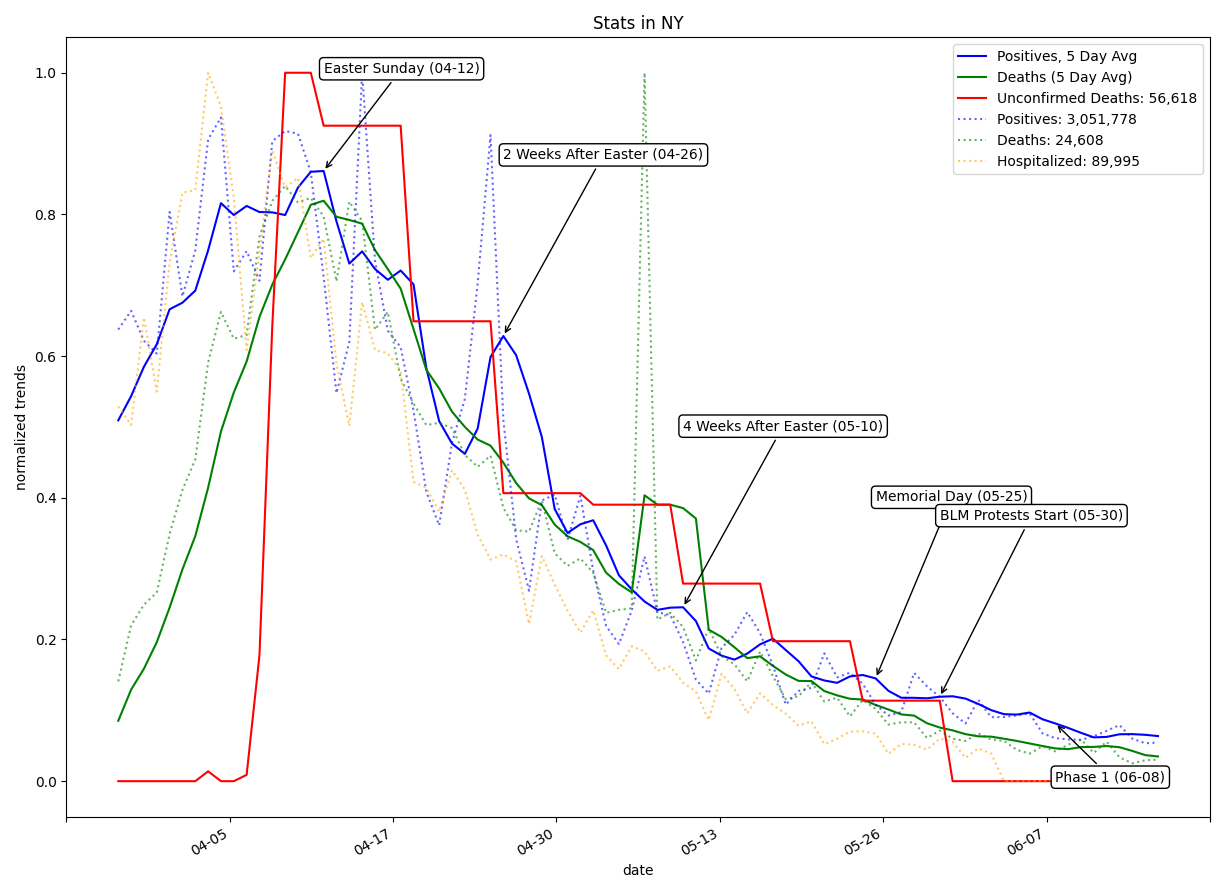 Stats in NY
Easter Sunday (04-12)
2 Weeks After Easter (04-26)
4 Weeks After Easter (05-10)
Memorial Day (05-25)
BLM Protests Start (05-30)
Phase 1 (06-08)
Positives, 5 Day Avg
Deaths (5 Day Avg)
Unconfirmed Deaths: 56,618
Positives: 3,051,778
Deaths: 24,608
Hospitalized: 89,995
normalized trends
1.0
0.8
0.6
0.4
0.2
0.0
04-05
04-17
04-30
05-13
05-26
06-07
date